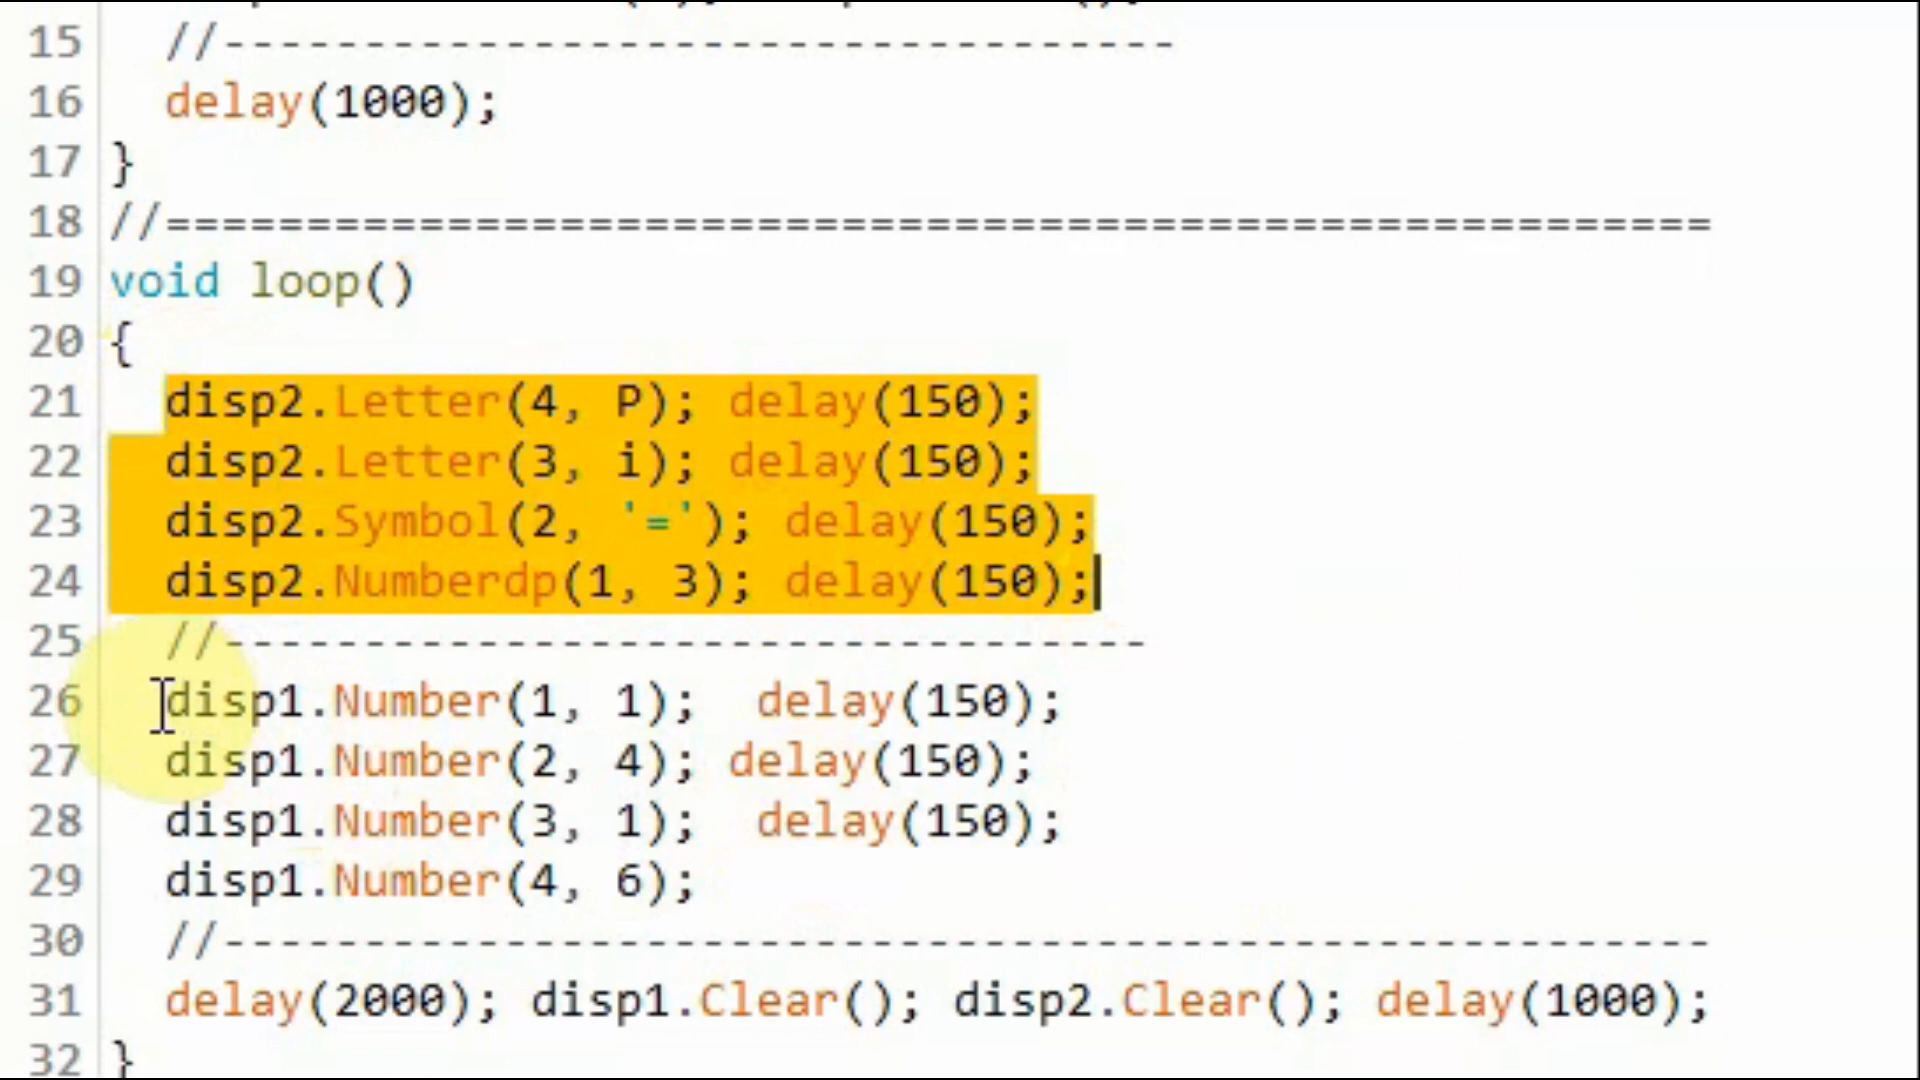 15 //----------------------------------
16 delay(1000);
17 }
18 //=======================================================
19 void loop()
20 {
21 disp2.Letter(4, P); delay(150);
22 disp2.Letter(3, i); delay(150);
23 disp2.Symbol(2, '='); delay(150);
24 disp2.Numberdp(1, 3); delay(150);
25 //---------------------------------
26 disp1.Number(1, 1);  delay(150);
27 disp1.Number(2, 4); delay(150);
28 disp1.Number(3, 1);  delay(150);
29 disp1.Number(4, 6);
30 //-----------------------------------------------------
31 delay(2000); disp1.Clear(); disp2.Clear(); delay(1000);
32 }